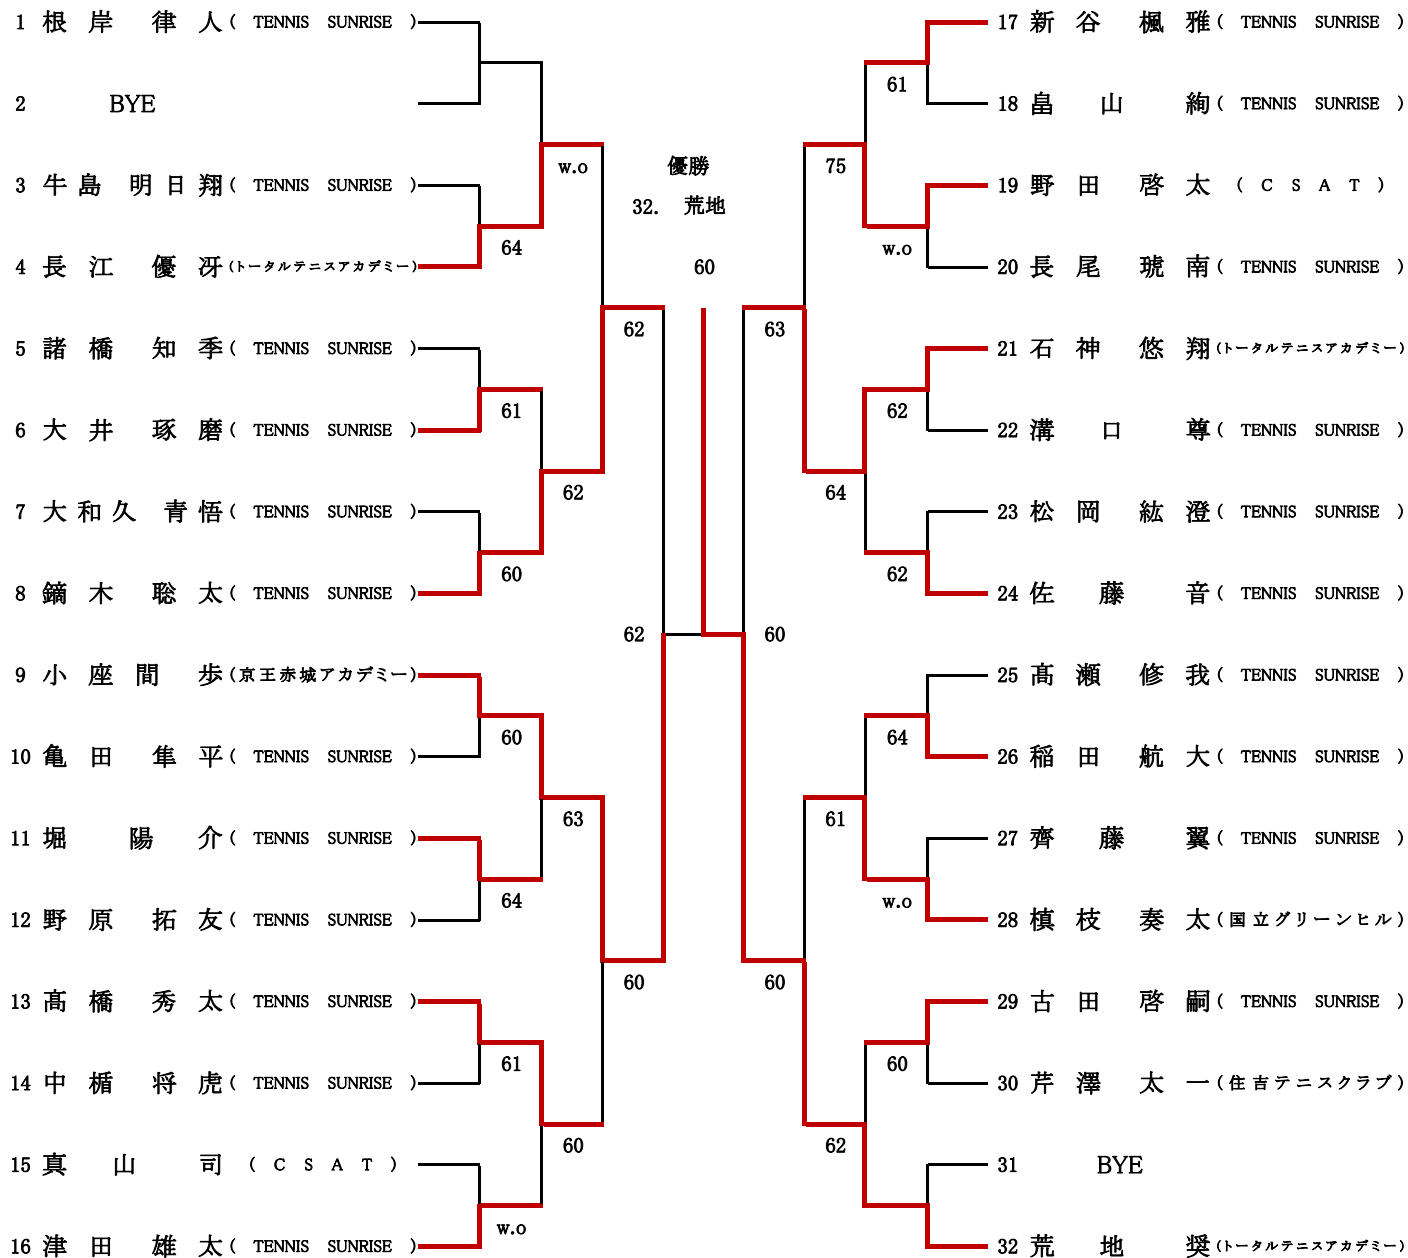 1 根岸 律人 ( TENNIS SUNRISE )
2 BYE
3 牛島 明日翔 ( TENNIS SUNRISE )
4 長江 優冴 (トータルテニスアカデミー)
5 諸橋 知季 ( TENNIS SUNRISE )
6 大井 琢磨 ( TENNIS SUNRISE )
7 大和久 青悟 ( TENNIS SUNRISE )
8 鏑木 聡太 ( TENNIS SUNRISE )
9 小座間 歩 (京王赤城アカデミー)
10 亀田 隼平 ( TENNIS SUNRISE )
11 堀 陽介 ( TENNIS SUNRISE )
12 野原 拓友 ( TENNIS SUNRISE )
13 髙橋 秀太 ( TENNIS SUNRISE )
14 中楯 将虎 ( TENNIS SUNRISE )
15 真山 司 ( CSAT )
16 津田 雄太 ( TENNIS SUNRISE )
64
61
60
60
64
61
w.o
w.o
62
63
60
62
60
62
優勝
32. 荒地
60
60
63
60
75
64
61
62
61
w.o
62
62
64
w.o
60
17 新谷 楓雅 ( TENNIS SUNRISE )
18 畠山 絢 ( TENNIS SUNRISE )
19 野田 啓太 ( CSAT )
20 長尾 琥南 ( TENNIS SUNRISE )
21 石神 悠翔 (トータルテニスアカデミー)
22 溝口 尊 ( TENNIS SUNRISE )
23 松岡 紘澄 ( TENNIS SUNRISE )
24 佐藤 音 ( TENNIS SUNRISE )
25 髙瀬 修我 ( TENNIS SUNRISE )
26 稲田 航大 ( TENNIS SUNRISE )
27 齊藤 翼 ( TENNIS SUNRISE )
28 槙枝 奏太 (国立グリーンヒル)
29 古田 啓嗣 ( TENNIS SUNRISE )
30 芹澤 太一 (住吉テニスクラブ)
31 BYE
32 荒地 奨 (トータルテニスアカデミー)